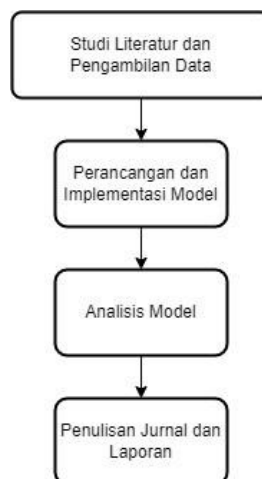 Studi Literatur dan
Pengambilan Data
Perancangan dan
Implementasi Model
Analisis Model
Penulisan Jurnal dan
Laporan